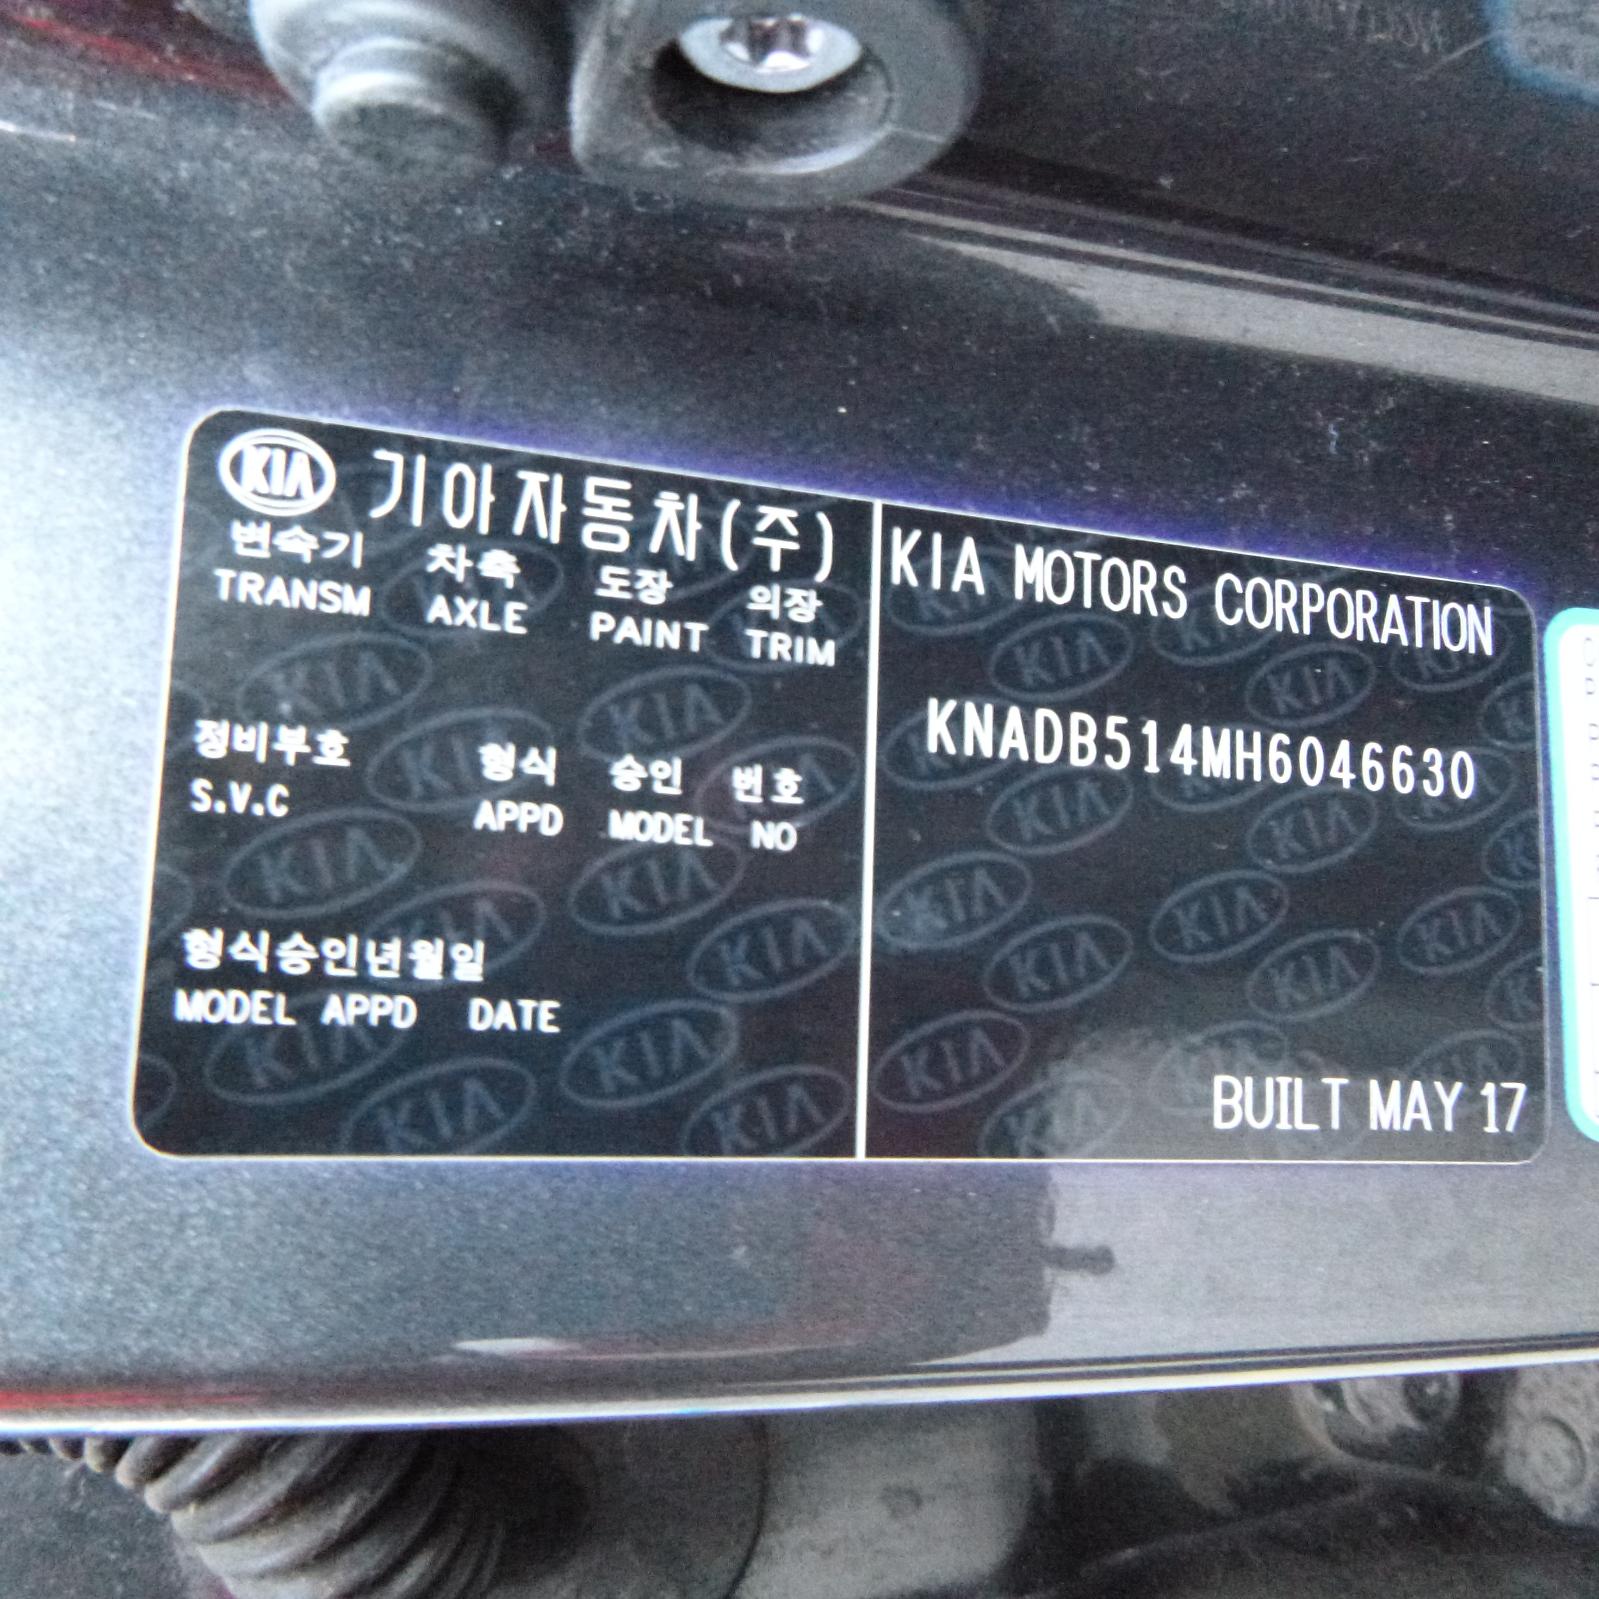 KIA 기아자동차(주)
변속기 차축 도장 의장
TRANSM AXLE PAINT TRIM
정비부호 형식 승인 번호
S.V.C APPD MODEL NO
형식승인년월일
MODEL APPD DATE
KIA MOTORS CORPORATION
KNADB514MH6046630
BUILT MAY 17